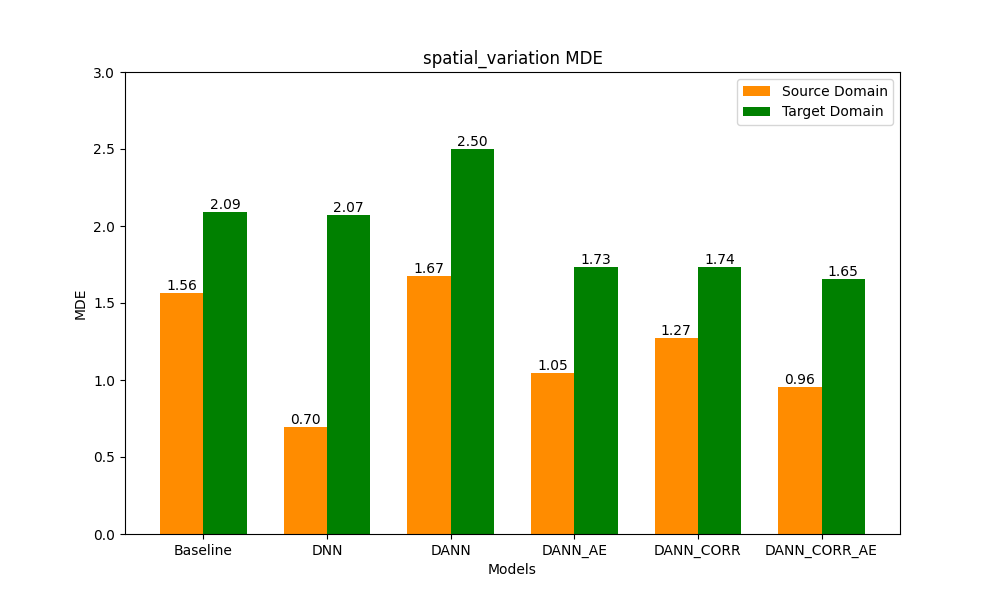 spatial_variation MDE
Source Domain
Target Domain
MDE
3.0
2.5
2.0
1.5
1.0
0.5
0.0
1.56
2.09
0.70
2.07
1.67
2.50
1.05
1.73
1.27
1.74
0.96
1.65
Baseline
DNN
DANN
DANN_AE
DANN_CORR
DANN_CORR_AE
Models